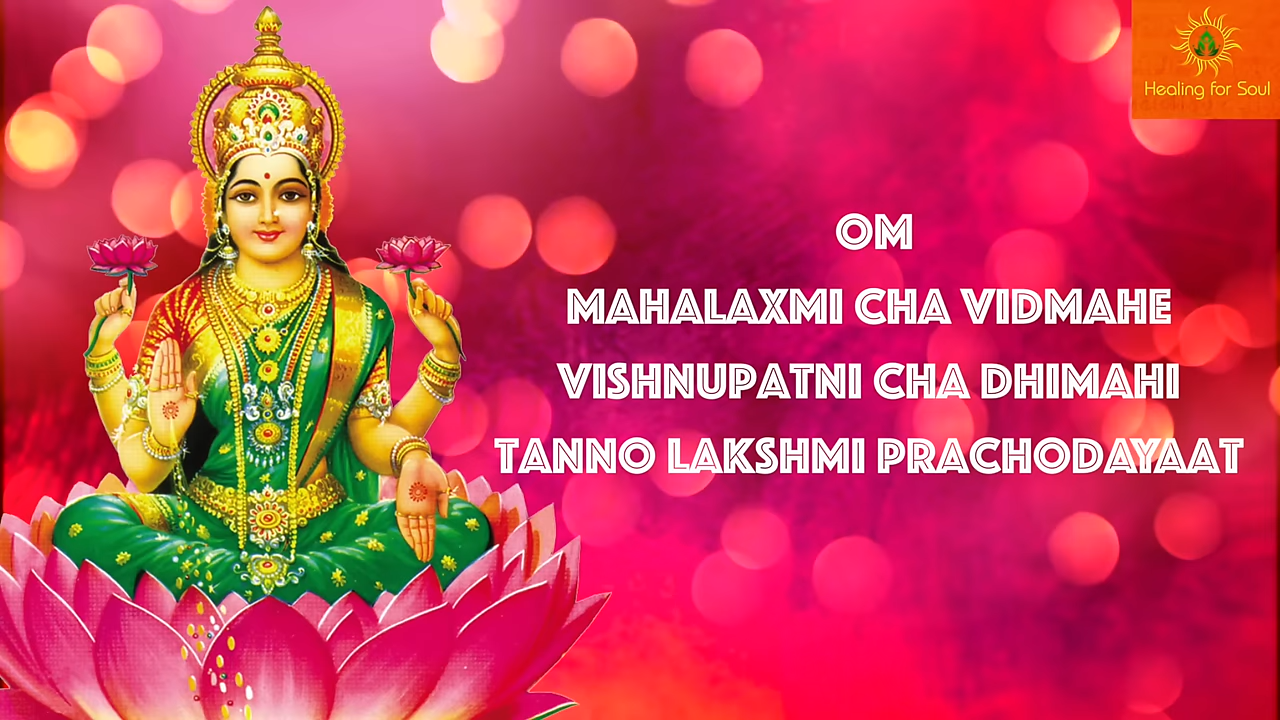 Healing for Soul
OM
MAHALAXMI CHA VIDMAHE
VISHNUPATNI CHA DHIMAHI
TANNO LAKSHMI PRACHODAYAAT